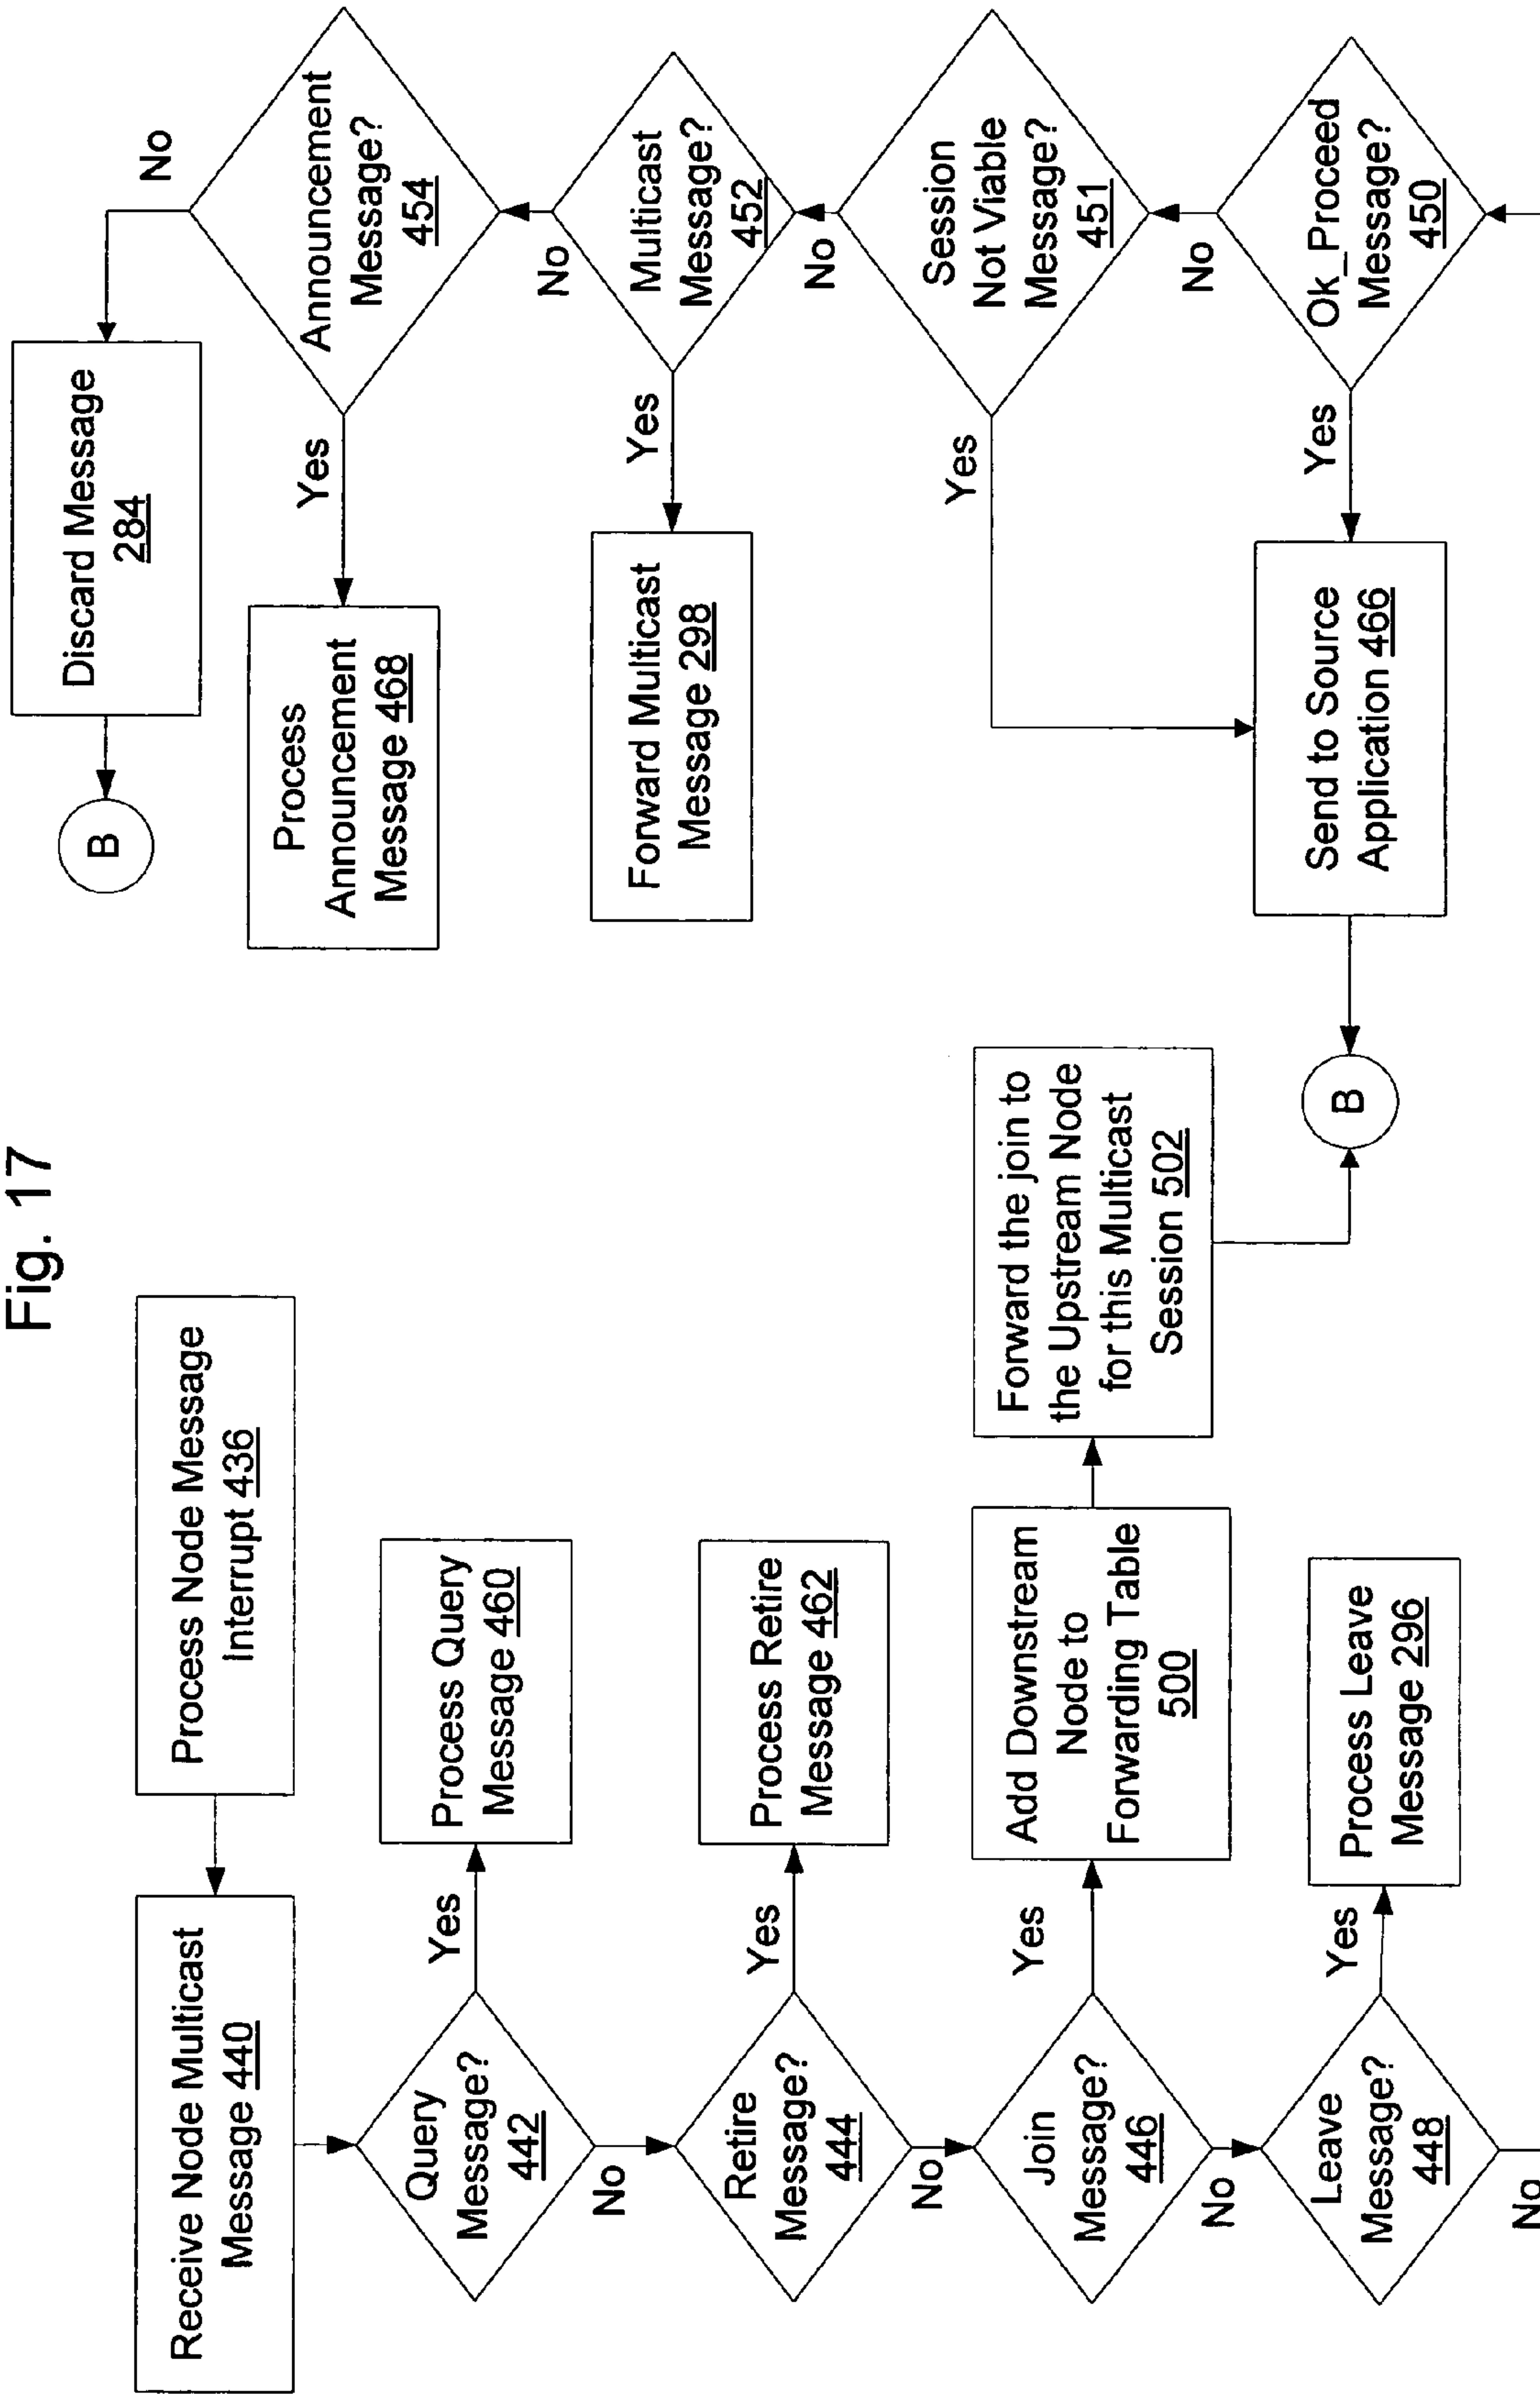 Fig. 17
Process Node Message
Interrupt 436
Receive Node Multicast
Message 440
Query
Message?
442
Yes
Process Query
Message 460
No
Retire
Message?
444
Yes
Process Retire
Message 462
No
Join
Message?
446
Yes
Add Downstream
Node to
Forwarding Table
500
Forward the join to
the Upstream Node
for this Multicast
Session 502
B
No
Leave
Message?
448
Yes
Process Leave
Message 296
No
Ok_Proceed
Message?
450
Yes
Send to Source
Application 466
No
Session
Not Viable
Message?
451
Yes
No
Multicast
Message?
452
Yes
Forward Multicast
Message 298
No
Announcement
Message?
454
Yes
Process
Announcement
Message 468
No
Discard Message
284
B